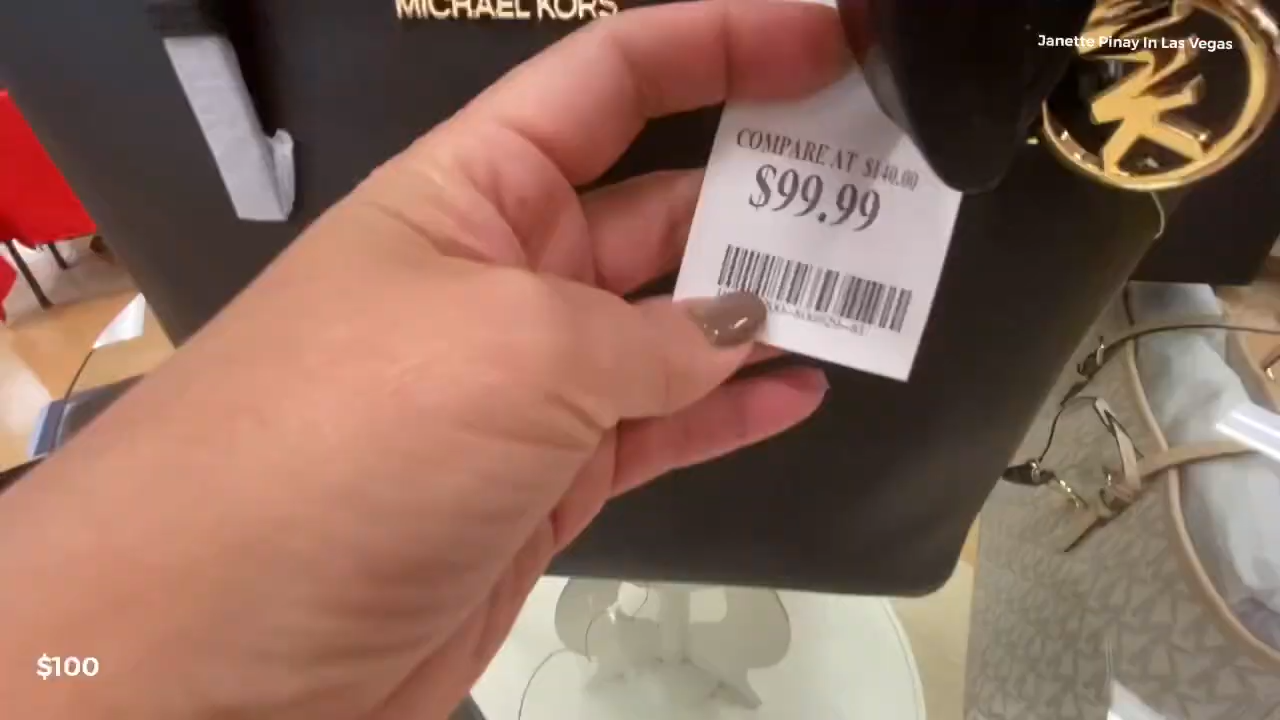 MICHAEL KORS
Janette Pinay In Las Vegas
COMPARE AT $140.00
$99.99
$100